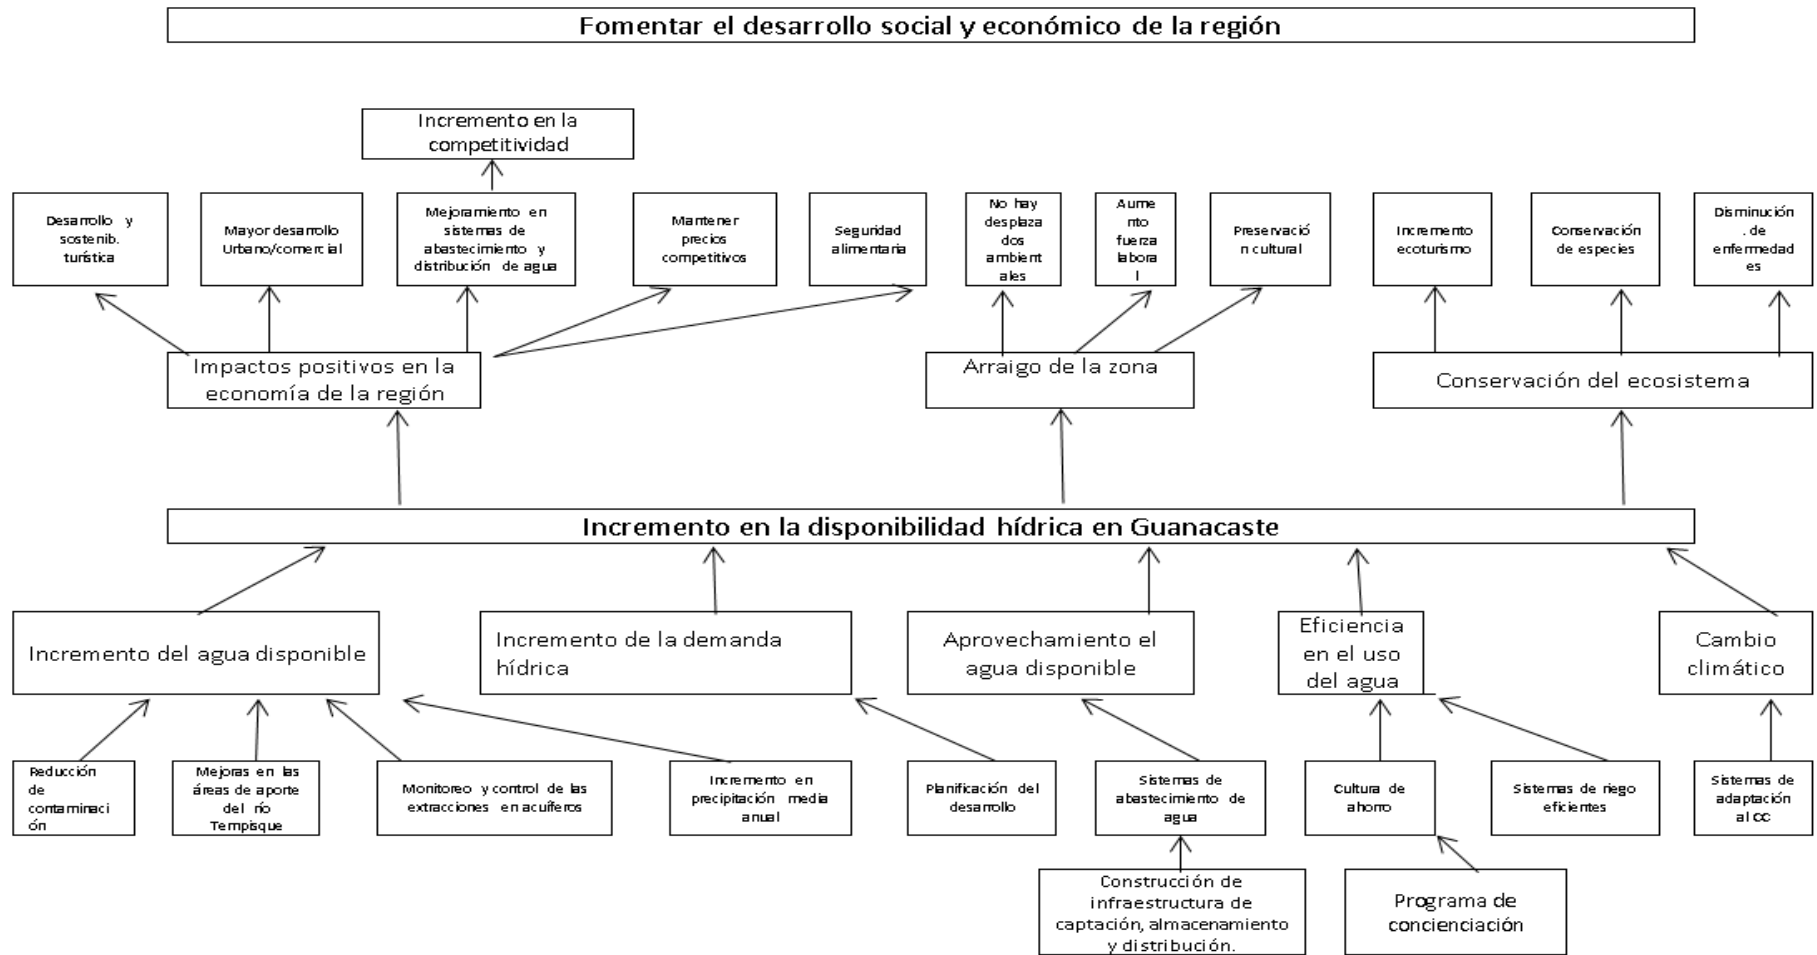 Fomentar el desarrollo social y económico de la región
Incremento en la
competitividad
Desarrollo y
sostenib.
turística
Mayor desarrollo
Urbano/comercial
Mejoramiento en
sistemas de
abastecimiento y
distribución de agua
Mantener
precios
competitivos
Seguridad
alimentaria
No hay
desplaza
dos
ambient
ales
Aume
nto
fuerza
labora
l
Preservació
n cultural
Incremento
ecoturismo
Conservación
de especies
Disminución
. de
enfermedad
es
Impactos positivos en la
economía de la región
Arraigo de la zona
Conservación del ecosistema
Incremento en la disponibilidad hídrica en Guanacaste
Incremento del agua disponible
Incremento de la demanda
hídrica
Aprovechamiento el
agua disponible
Eficiencia
en el uso
del agua
Cambio
climático
Reducción
de
contaminaci
ón
Mejoras en las
áreas de aporte
del río
Tempisque
Monitoreo y control de las
extracciones en acuíferos
Incremento en
precipitación media
anual
Planificación del
desarrollo
Sistemas de
abastecimiento de
agua
Cultura de
ahorro
Sistemas de riego
eficientes
Sistemas de
adaptación
al CC
Construcción de
infraestructura de
captación, almacenamiento
y distribución.
Programa de
concienciación